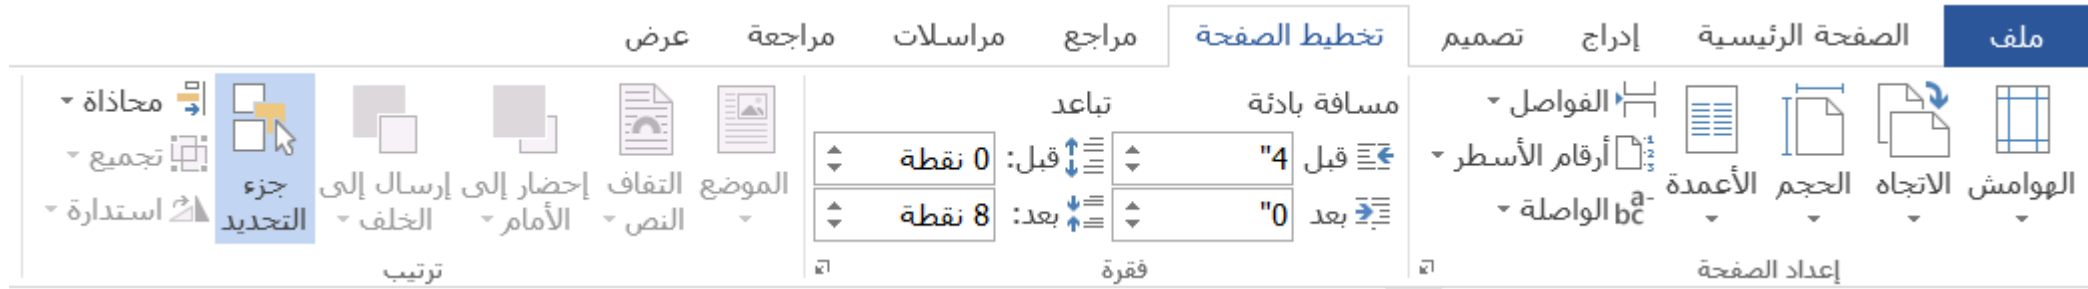 ملف الصفحة الرئيسية إدراج تصميم تخطيط الصفحة مراجع مراسلات مراجعة عرض
الهوامش
الاتجاه
الحجم
الأعمدة
الفواصل
أرقام الأسطر
الواصلة
إعداد الصفحة
مسافة بادئة
قبل 4"
بعد 0"
تباعد
قبل: 0 نقطة
بعد: 8 نقطة
فقرة
الموضع
التفاف
النص
إحضار إلى
الأمام
إرسال إلى
الخلف
جزء
التحديد
محاذاة
تجميع
استدارة
ترتيب